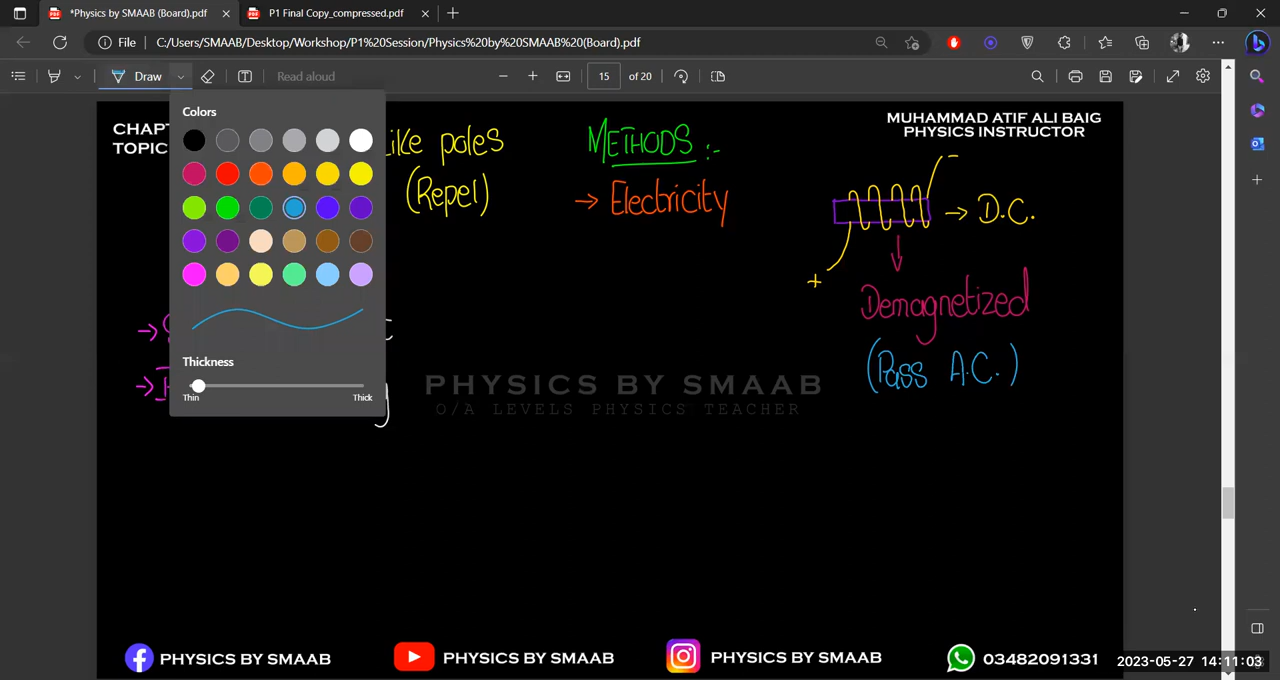 *Physics by SMAAB (Board).pdf
P1 Final Copy_compressed.pdf
File
C:/Users/SMAAB/Desktop/Workshop/P1%20Session/Physics%20by%20SMAAB%20(Board).pdf
Draw
Read aloud
15 of 20
Colors
Thickness
Thin
Thick
CHAPT
TOPIC
Like poles
(Repel)
METHODS :-
→ Electricity
MUHAMMAD ATIF ALI BAIG
PHYSICS INSTRUCTOR
-
→ D.C.
+
Demagnetized
(Pass A.C.)
PHYSICS BY SMAAB
O/A LEVELS PHYSICS TEACHER
PHYSICS BY SMAAB
PHYSICS BY SMAAB
PHYSICS BY SMAAB
03482091331
2023-05-27 14:11:03